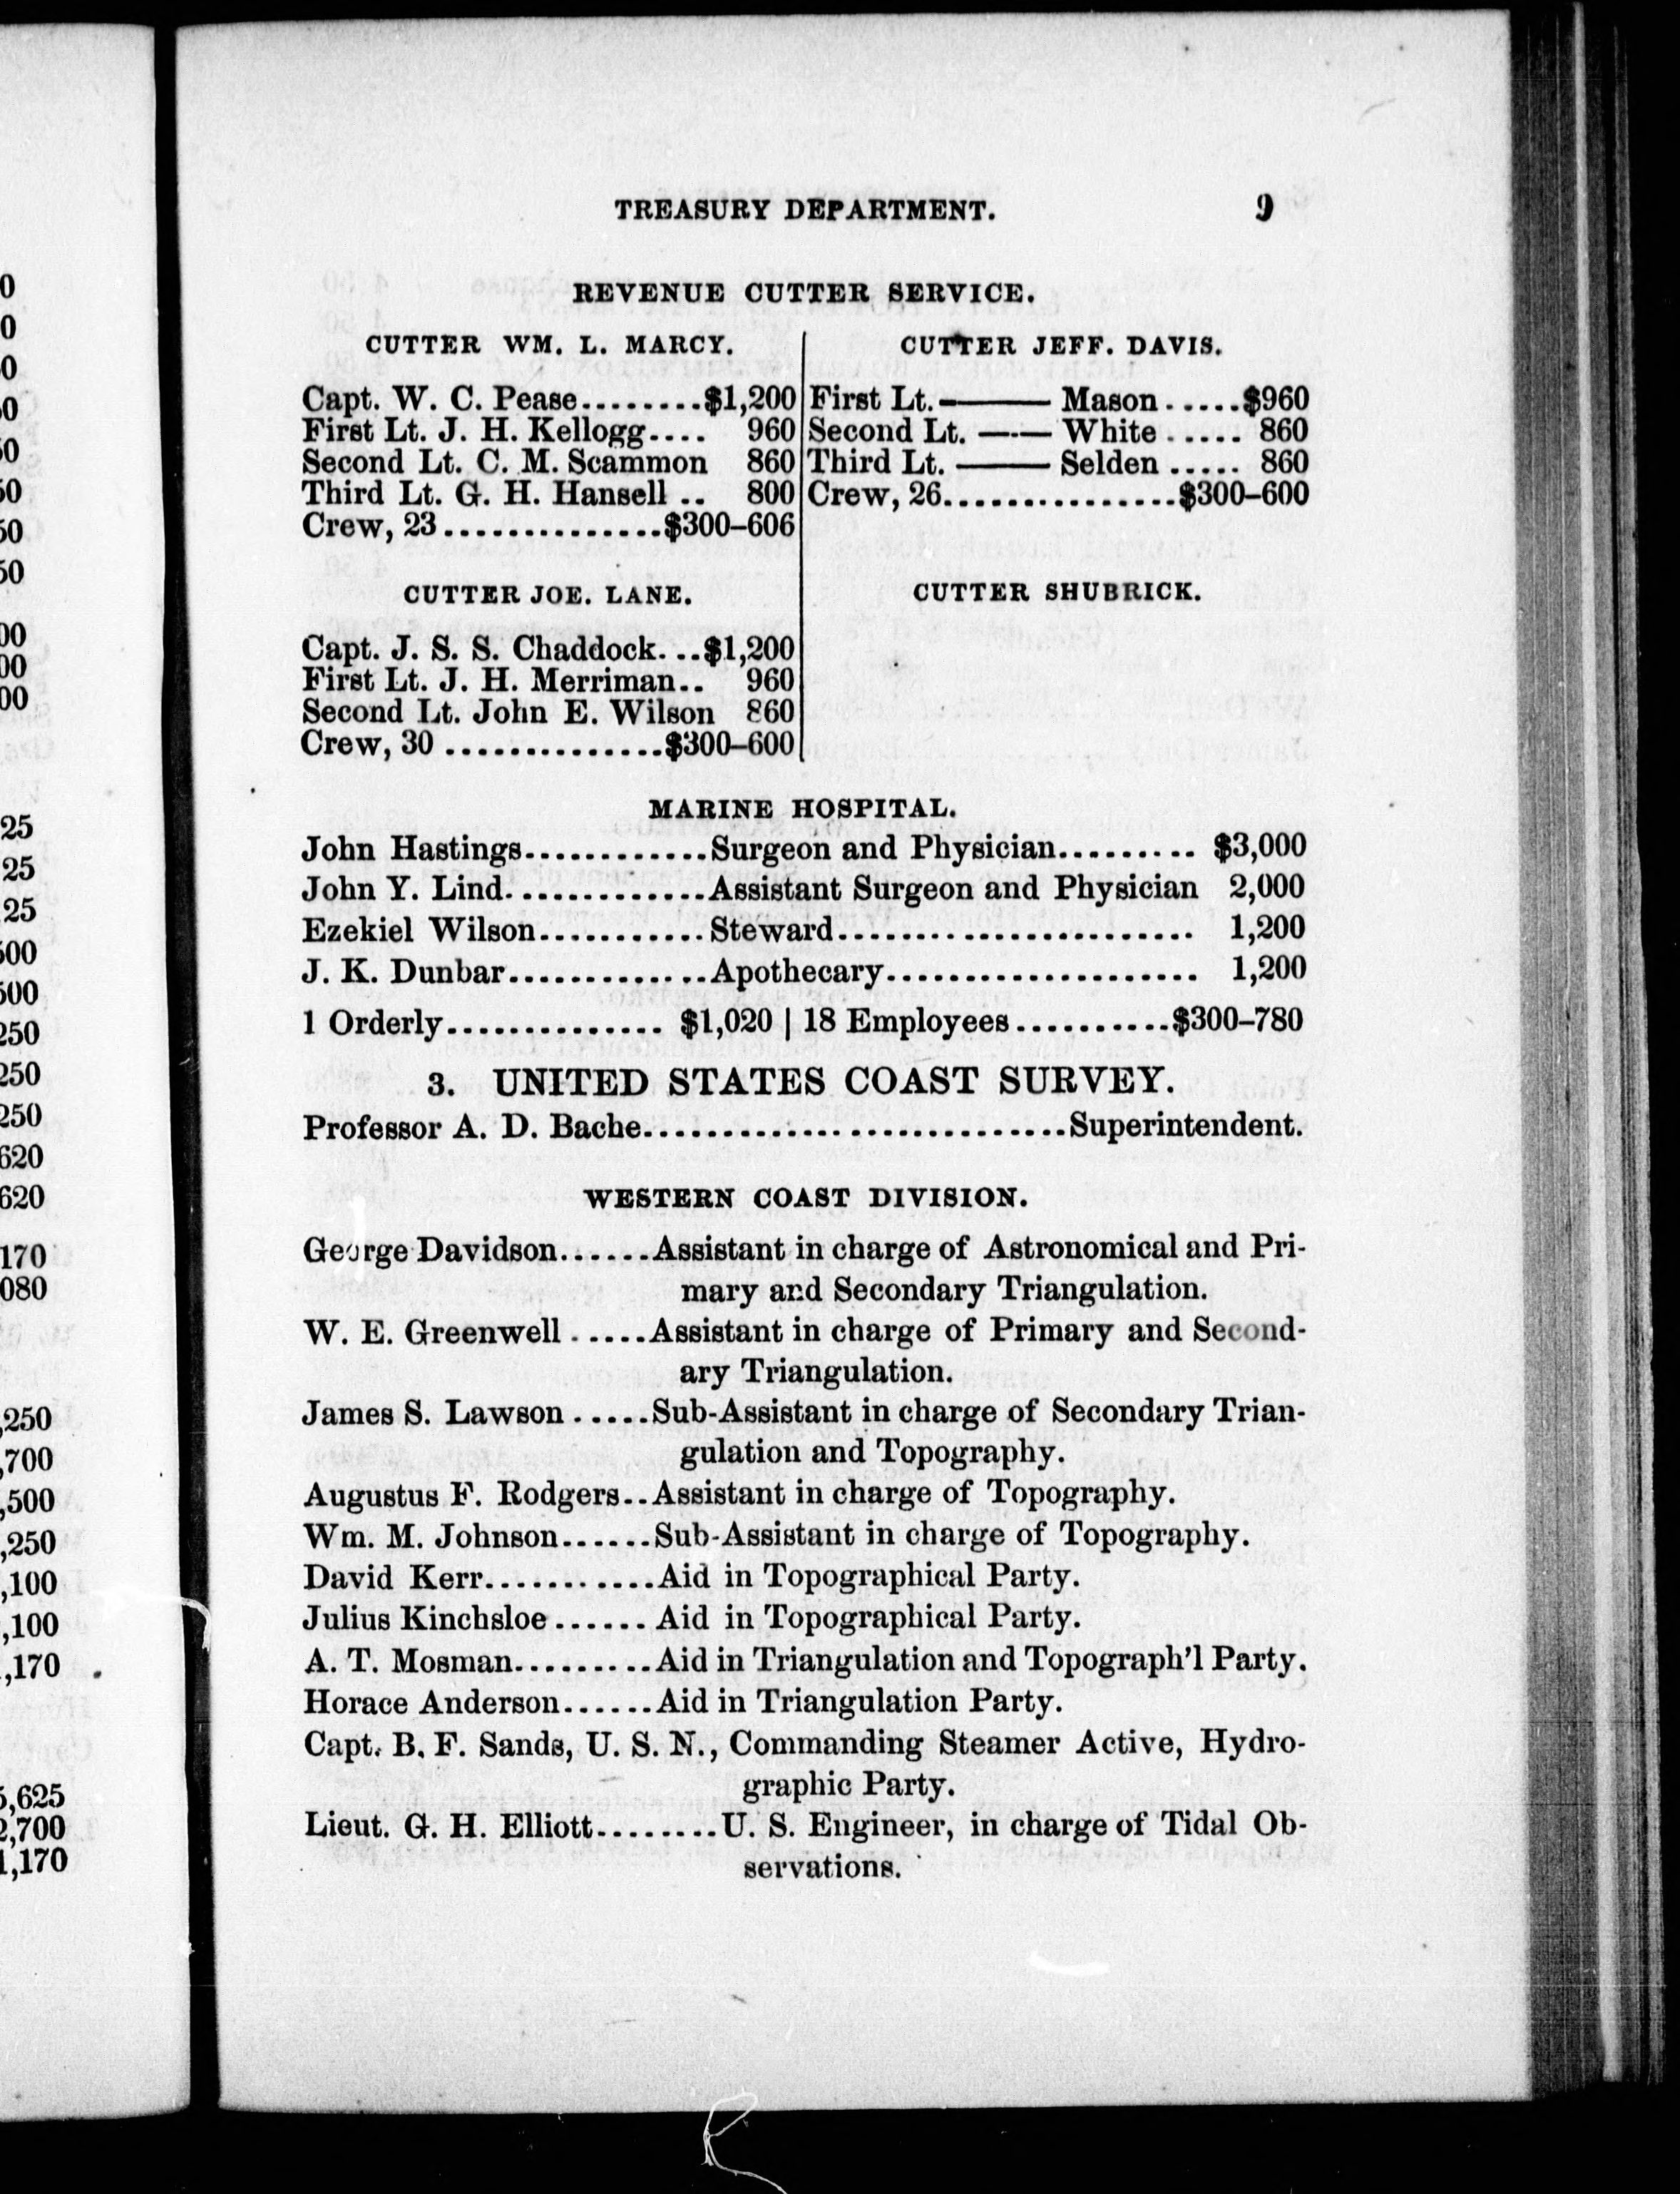 TREASURY DEPARTMENT. 9
REVENUE CUTTER SERVICE.
CUTTER WM. L. MARCY.
Capt. W. C. Pease........$1,200
First Lt. J. H. Kellogg.... 960
Second Lt. C. M. Scammon 860
Third Lt. G. H. Hansell .. 800
Crew, 23..............$300–606
CUTTER JOE. LANE.
Capt. J. S. S. Chaddock...$1,200
First Lt. J. H. Merriman.. 960
Second Lt. John E. Wilson 860
Crew, 30 ..............$300–600
CUTTER JEFF. DAVIS.
First Lt.——— Mason.....$960
Second Lt. ——— White..... 860
Third Lt. ——— Selden..... 860
Crew, 26...............$300–600
CUTTER SHUBRICK.
MARINE HOSPITAL.
John Hastings............Surgeon and Physician......... $3,000
John Y. Lind.............Assistant Surgeon and Physician 2,000
Ezekiel Wilson...........Steward....................... 1,200
J. K. Dunbar.............Apothecary.................... 1,200
1 Orderly.............. $1,020 | 18 Employees..........$300–780
3. UNITED STATES COAST SURVEY.
Professor A. D. Bache...........................Superintendent.
WESTERN COAST DIVISION.
George Davidson......Assistant in charge of Astronomical and Pri-
mary and Secondary Triangulation.
W. E. Greenwell .....Assistant in charge of Primary and Second-
ary Triangulation.
James S. Lawson .....Sub-Assistant in charge of Secondary Trian-
gulation and Topography.
Augustus F. Rodgers..Assistant in charge of Topography.
Wm. M. Johnson......Sub-Assistant in charge of Topography.
David Kerr...........Aid in Topographical Party.
Julius Kinchsloe...... Aid in Topographical Party.
A. T. Mosman.........Aid in Triangulation and Topograph'l Party.
Horace Anderson......Aid in Triangulation Party.
Capt. B. F. Sands, U. S. N., Commanding Steamer Active, Hydro-
graphic Party.
Lieut. G. H. Elliott........U. S. Engineer, in charge of Tidal Ob-
servations.